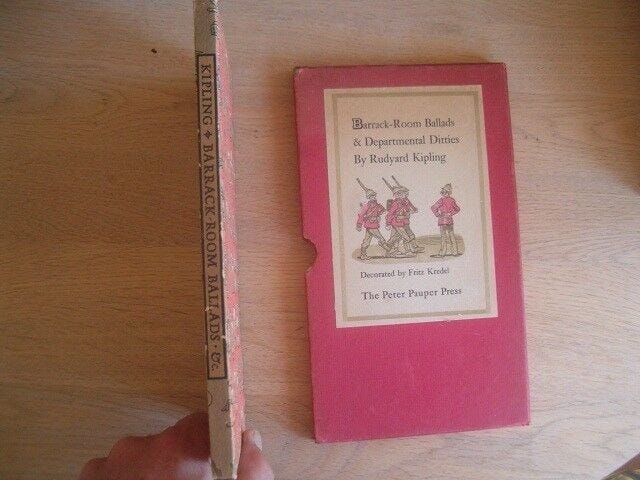 KIPLING ✦ BARRACK-ROOM BALLADS · &c.
Barrack-Room Ballads
& Departmental Ditties
By Rudyard Kipling
Decorated by Fritz Kredel
The Peter Pauper Press